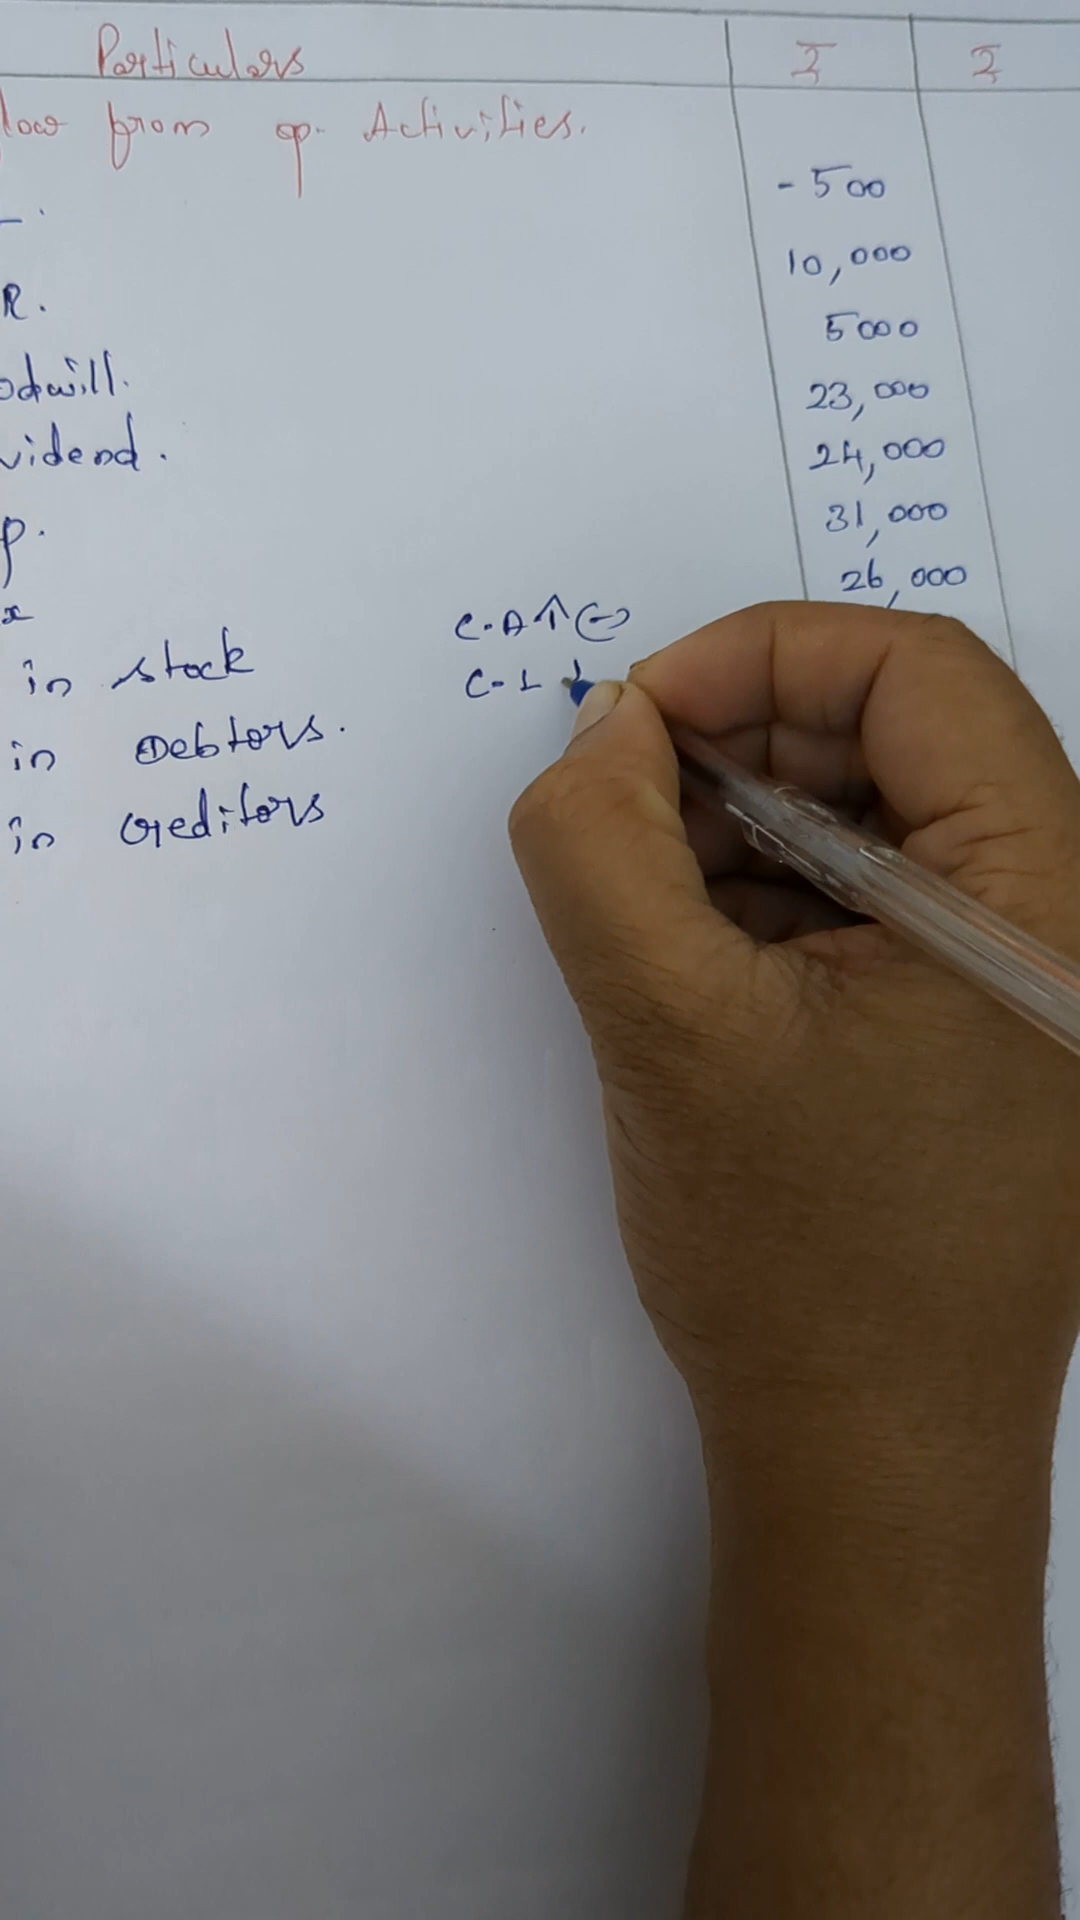 Particulars ₹ ₹
low from op. Activities.
- 500
R. 10,000
5000
odwill. 23,000
vidend. 24,000
p. 31,000
x 26,000
in stock C.A↑(-)
C-L
in Debtors.
in creditors